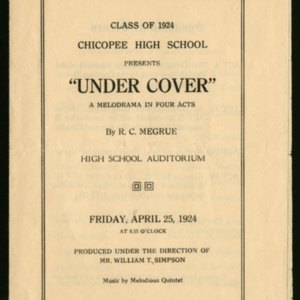 CLASS OF 1924
CHICOPEE HIGH SCHOOL
PRESENTS
"UNDER COVER"
A MELODRAMA IN FOUR ACTS
By R. C. MEGRUE
HIGH SCHOOL AUDITORIUM
FRIDAY, APRIL 25, 1924
AT 8.15 O'CLOCK
PRODUCED UNDER THE DIRECTION OF
MR. WILLIAM T. SIMPSON
Music by Melodious Quintet